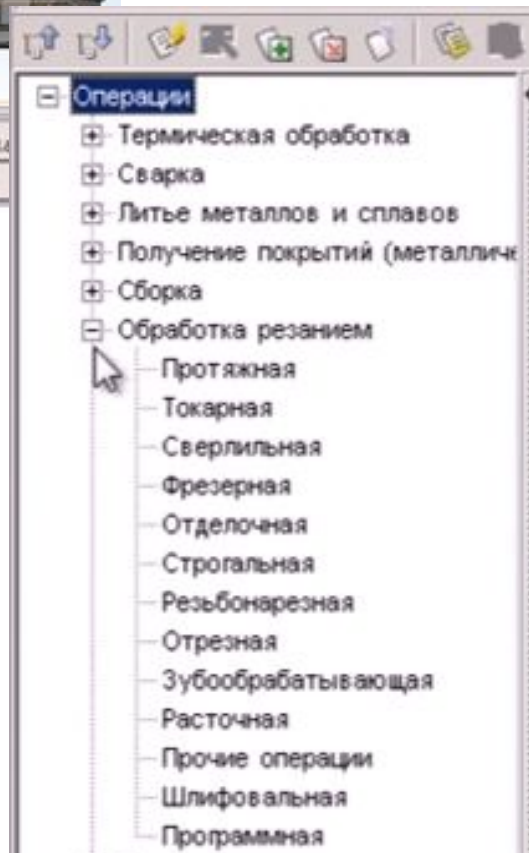 Операции
Термическая обработка
Сварка
Литье металлов и сплавов
Получение покрытий (металличе
Сборка
Обработка резанием
Протяжная
Токарная
Сверлильная
Фрезерная
Отделочная
Строгальная
Резьбонарезная
Отрезная
Зубообрабатывающая
Расточная
Прочие операции
Шлифовальная
Программная